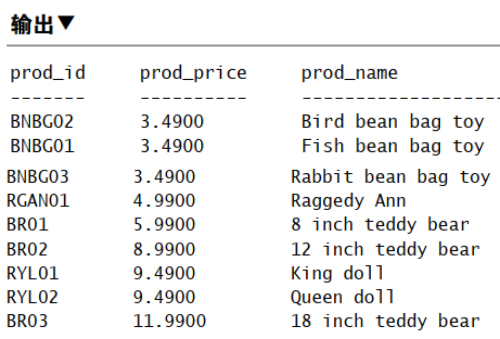 输出▼
prod_id prod_price prod_name
------- ---------- -------------------
BNBG02 3.4900 Bird bean bag toy
BNBG01 3.4900 Fish bean bag toy
BNBG03 3.4900 Rabbit bean bag toy
RGAN01 4.9900 Raggedy Ann
BR01 5.9900 8 inch teddy bear
BR02 8.9900 12 inch teddy bear
RYL01 9.4900 King doll
RYL02 9.4900 Queen doll
BR03 11.9900 18 inch teddy bear